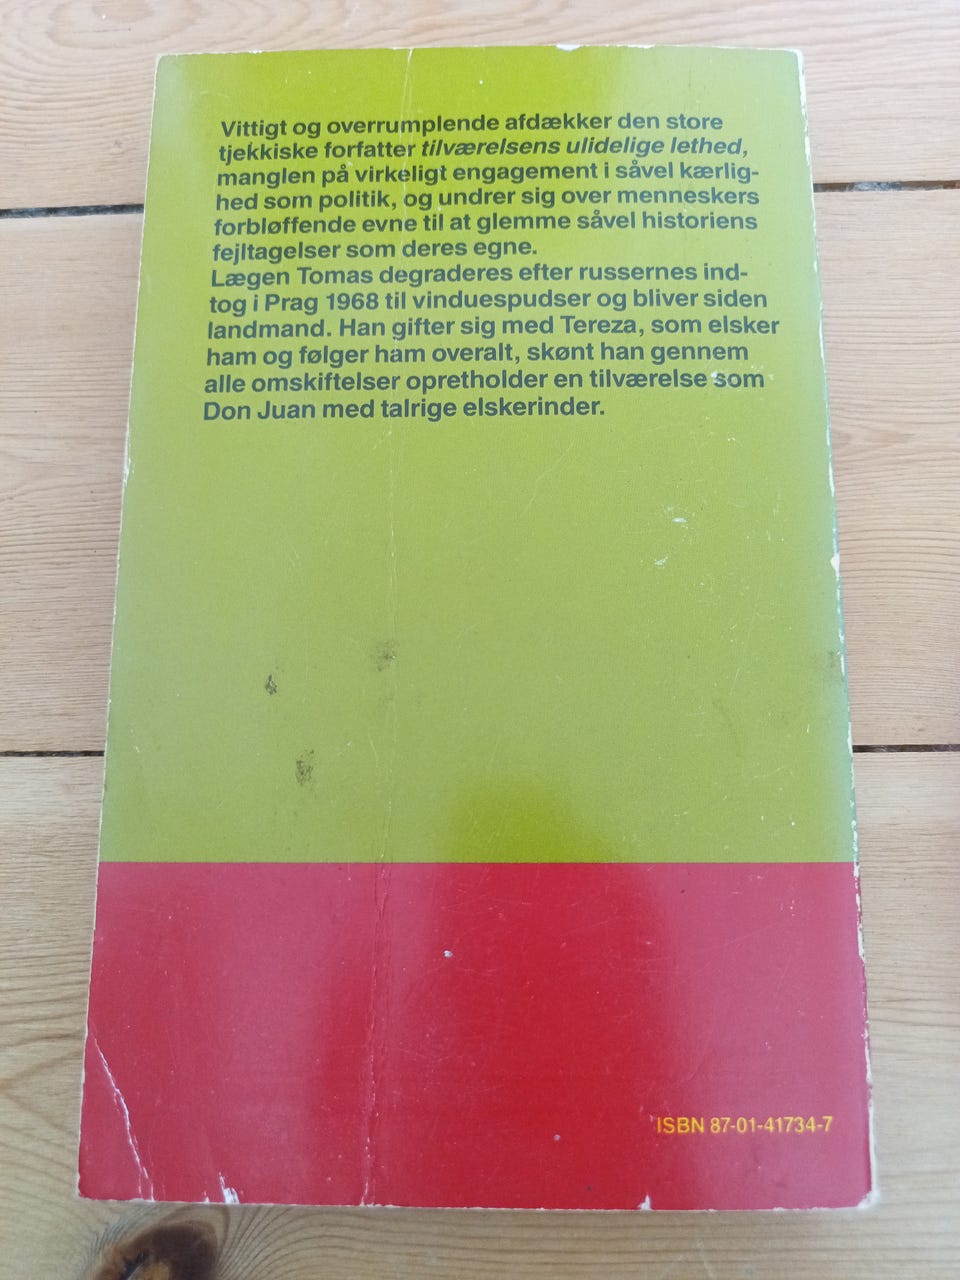 Vittigt og overrumplende afdækker den store
tjekkiske forfatter tilværelsens ulidelige lethed,
manglen på virkeligt engagement i såvel kærlig-
hed som politik, og undrer sig over menneskers
forbløffende evne til at glemme såvel historiens
fejltagelser som deres egne.
Lægen Tomas degraderes efter russernes ind-
tog i Prag 1968 til vinduespudser og bliver siden
landmand. Han gifter sig med Tereza, som elsker
ham og følger ham overalt, skønt han gennem
alle omskiftelser opretholder en tilværelse som
Don Juan med talrige elskerinder.
ISBN 87-01-41734-7